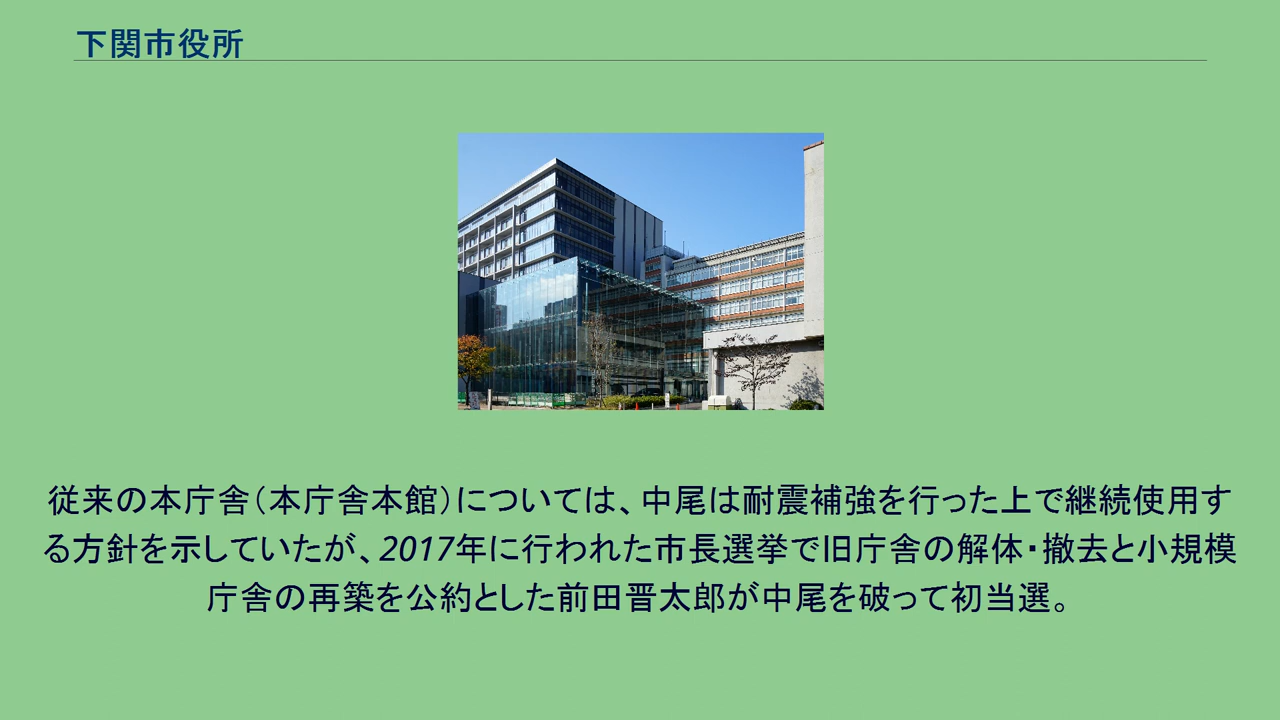 下関市役所
従来の本庁舎（本庁舎本館）については、中尾は耐震補強を行った上で継続使用す
る方針を示していたが、2017年に行われた市長選挙で旧庁舎の解体・撤去と小規模
庁舎の再築を公約とした前田晋太郎が中尾を破って初当選。